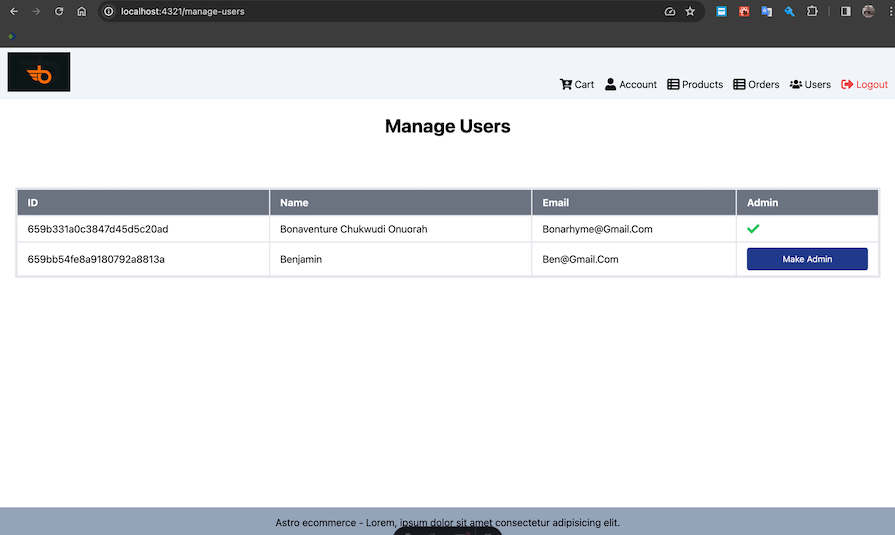 localhost:4321/manage-users
Cart Account Products Orders Users Logout
Manage Users
ID Name Email Admin
659b331a0c3847d45d5c20ad Bonaventure Chukwudi Onuorah Bonarhyme@Gmail.Com
659bb54fe8a9180792a8813a Benjamin Ben@Gmail.Com Make Admin
Astro ecommerce - Lorem, ipsum dolor sit amet consectetur adipisicing elit.